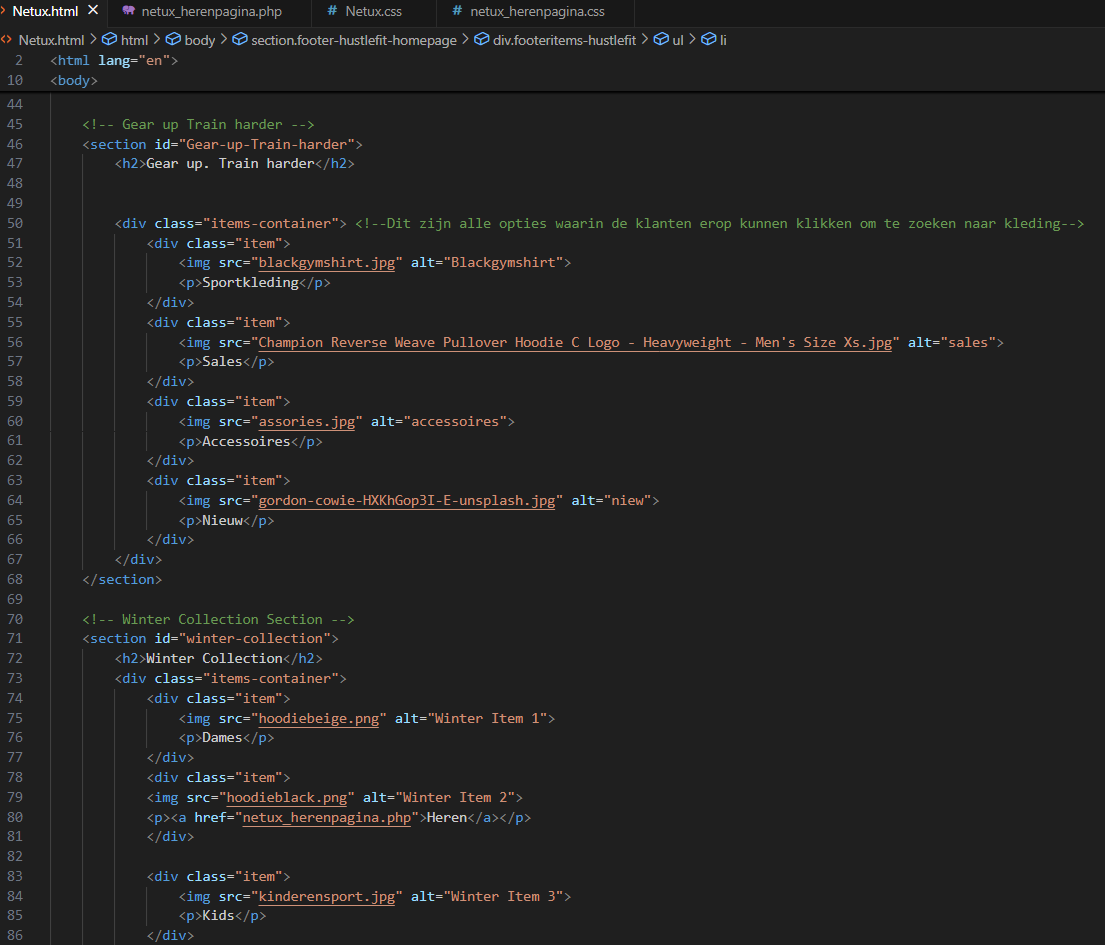 Netux.html
netux_herenpagina.php
# Netux.css
# netux_herenpagina.css
Netux.html > html > body > section.footer-hustlefit-homepage > div.footeritems-hustlefit > ul > li
2 <html lang="en">
10 <body>
44
45 <!-- Gear up Train harder -->
46 <section id="Gear-up-Train-harder">
47 <h2>Gear up. Train harder</h2>
48
49
50 <div class="items-container"> <!--Dit zijn alle opties waarin de klanten erop kunnen klikken om te zoeken naar kleding-->
51 <div class="item">
52 <img src="blackgymshirt.jpg" alt="Blackgymshirt">
53 <p>Sportkleding</p>
54 </div>
55 <div class="item">
56 <img src="Champion Reverse Weave Pullover Hoodie C Logo - Heavyweight - Men's Size Xs.jpg" alt="sales">
57 <p>Sales</p>
58 </div>
59 <div class="item">
60 <img src="assories.jpg" alt="accessoires">
61 <p>Accessoires</p>
62 </div>
63 <div class="item">
64 <img src="gordon-cowie-HXKhGop3I-E-unsplash.jpg" alt="niew">
65 <p>Nieuw</p>
66 </div>
67 </div>
68 </section>
69
70 <!-- Winter Collection Section -->
71 <section id="winter-collection">
72 <h2>Winter Collection</h2>
73 <div class="items-container">
74 <div class="item">
75 <img src="hoodiebeige.png" alt="Winter Item 1">
76 <p>Dames</p>
77 </div>
78 <div class="item">
79 <img src="hoodieblack.png" alt="Winter Item 2">
80 <p><a href="netux_herenpagina.php">Heren</a></p>
81 </div>
82
83 <div class="item">
84 <img src="kinderensport.jpg" alt="Winter Item 3">
85 <p>Kids</p>
86 </div>